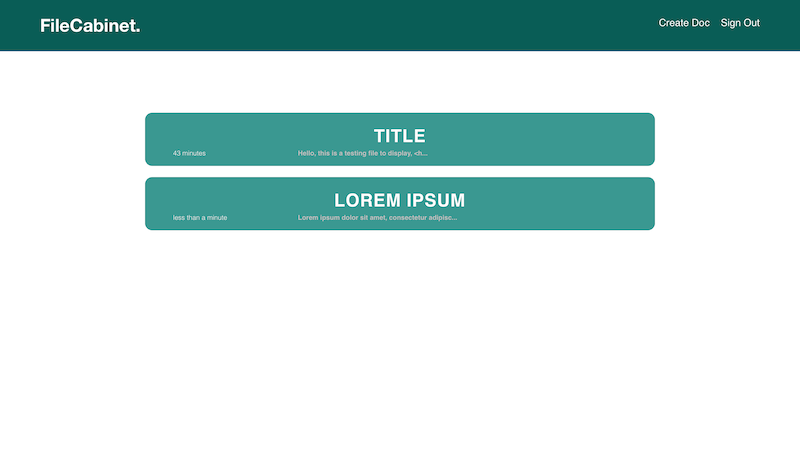 FileCabinet.
Create Doc Sign Out
TITLE
43 minutes Hello, this is a testing file to display, <h...
LOREM IPSUM
less than a minute Lorem ipsum dolor sit amet, consectetur adipisc...